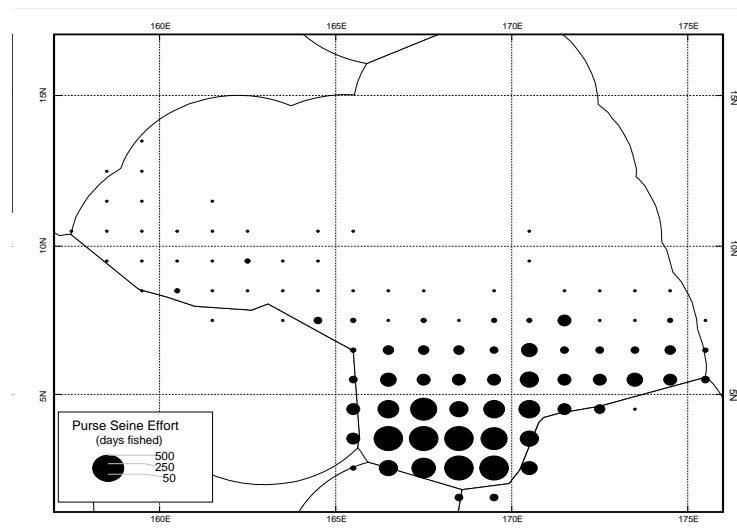 160E 165E 170E 175E
15N 15N
10N 10N
5N 5N
Purse Seine Effort
(days fished)
500
250
50
160E 165E 170E 175E